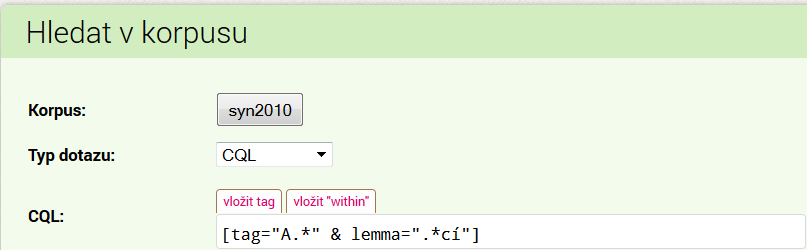 Hledat v korpusu
Korpus: syn2010
Typ dotazu: CQL
vložit tag vložit "within"
CQL:
[tag="A.*" & lemma=".*cí"]